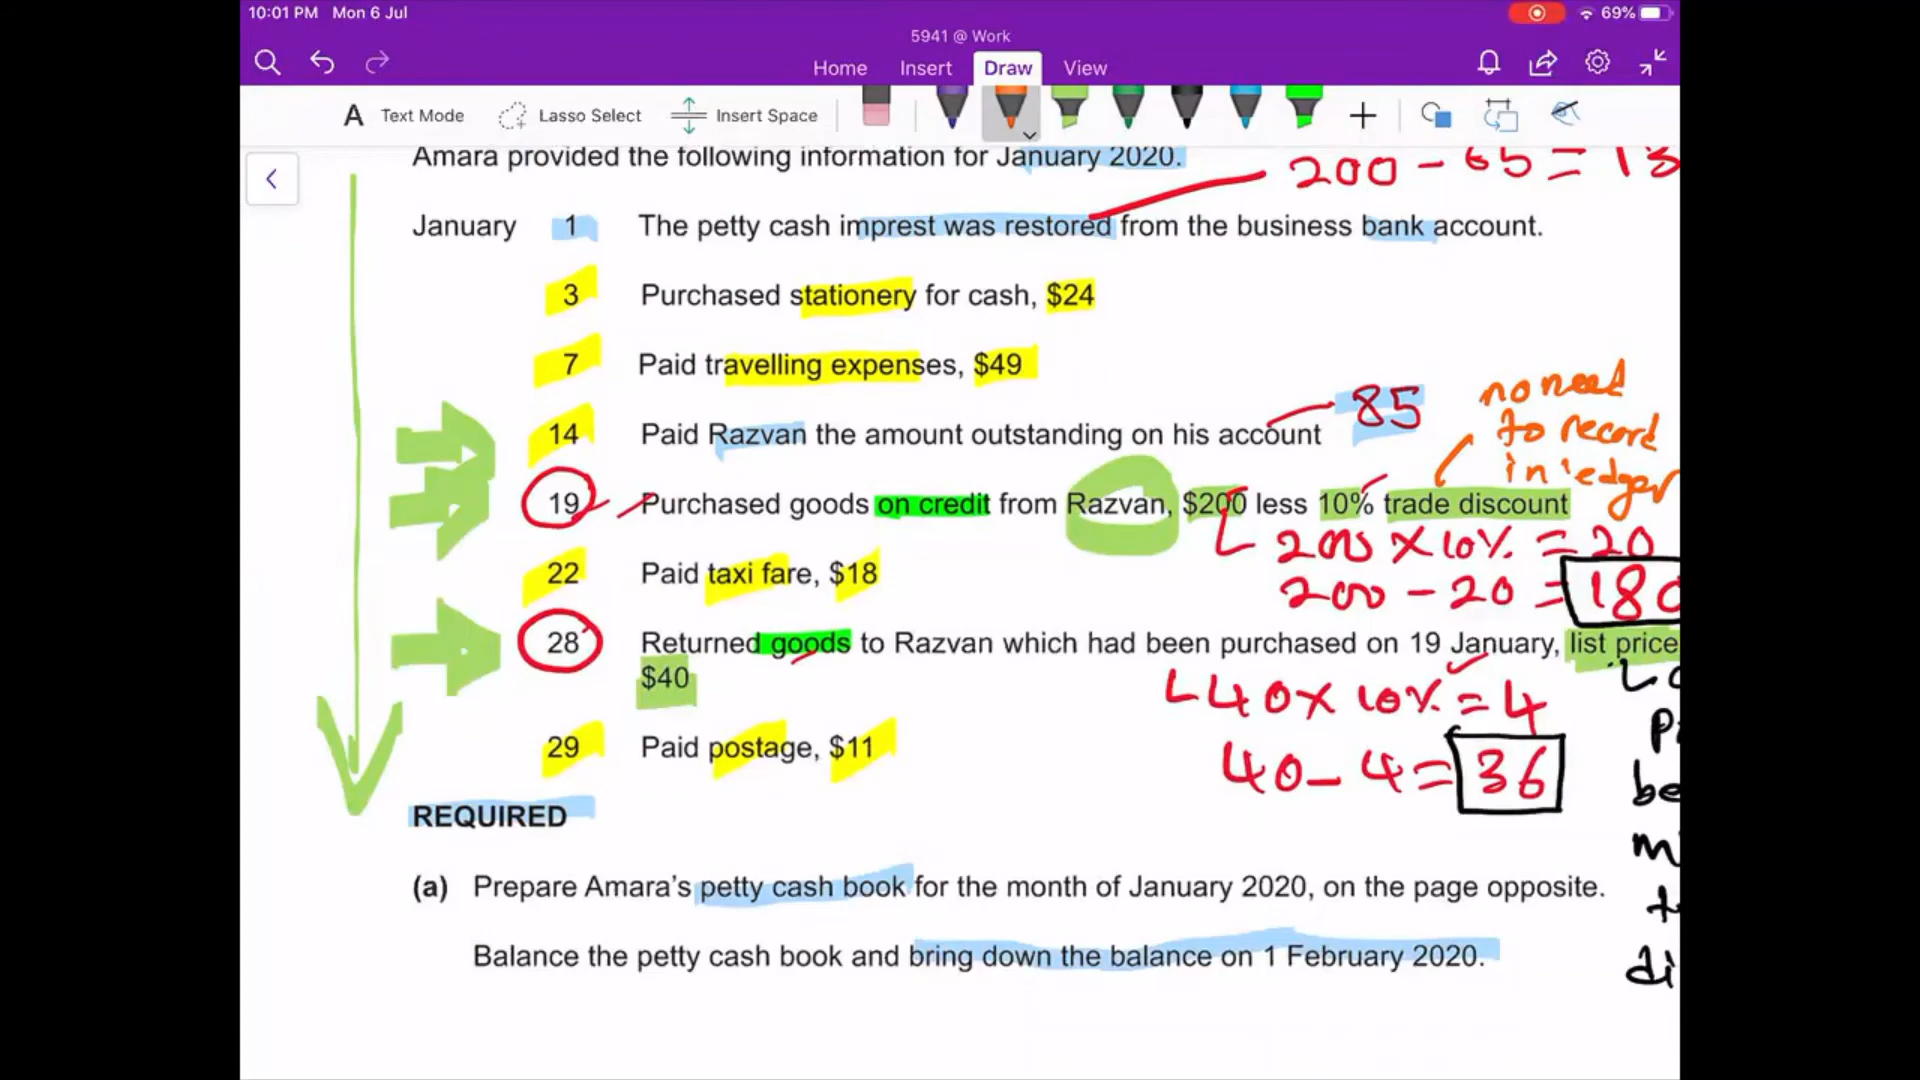 10:01 PM Mon 6 Jul
69%
5941 @ Work
Home Insert Draw View
A Text Mode Lasso Select Insert Space
Amara provided the following information for January 2020.
200 - 65 = 13
January 1 The petty cash imprest was restored from the business bank account.
3 Purchased stationery for cash, $24
7 Paid travelling expenses, $49
no need
85
14 Paid Razvan the amount outstanding on his account
to record
in ledger
19 Purchased goods on credit from Razvan, $200 less 10% trade discount
200 x 10% = 20
22 Paid taxi fare, $18
200 - 20 = 180
28 Returned goods to Razvan which had been purchased on 19 January, list price
$40
40 x 10% = 4
29 Paid postage, $11
40 - 4 = 36
be
REQUIRED
(a) Prepare Amara's petty cash book for the month of January 2020, on the page opposite.
Balance the petty cash book and bring down the balance on 1 February 2020.
di